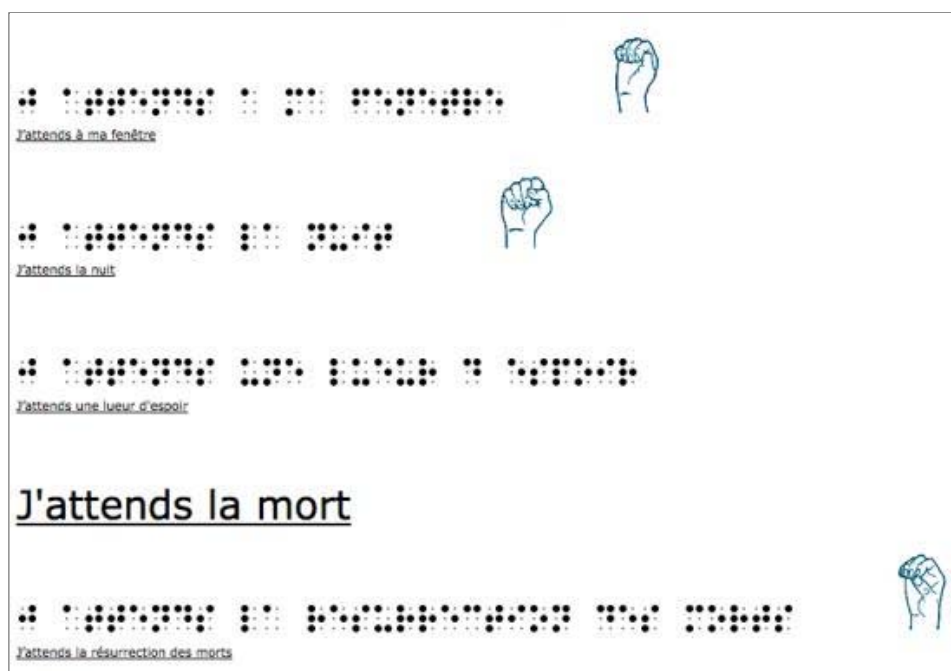 ⠚ ⠁⠞⠞⠑⠝⠙⠎ ⠁ ⠍⠁ ⠋⠑⠝⠑⠞⠗⠑
J'attends à ma fenêtre
⠚ ⠁⠞⠞⠑⠝⠙⠎ ⠇⠁ ⠝⠥⠊⠞
J'attends la nuit
⠚ ⠁⠞⠞⠑⠝⠙⠎ ⠥⠝⠑ ⠇⠥⠑⠥⠗ ⠙ ⠑⠎⠏⠕⠊⠗
J'attends une lueur d'espoir
J'attends la mort
⠚ ⠁⠞⠞⠑⠝⠙⠎ ⠇⠁ ⠗⠑⠎⠥⠗⠗⠑⠉⠞⠊⠕⠝ ⠙⠑⠎ ⠍⠕⠗⠞⠎
J'attends la résurrection des morts